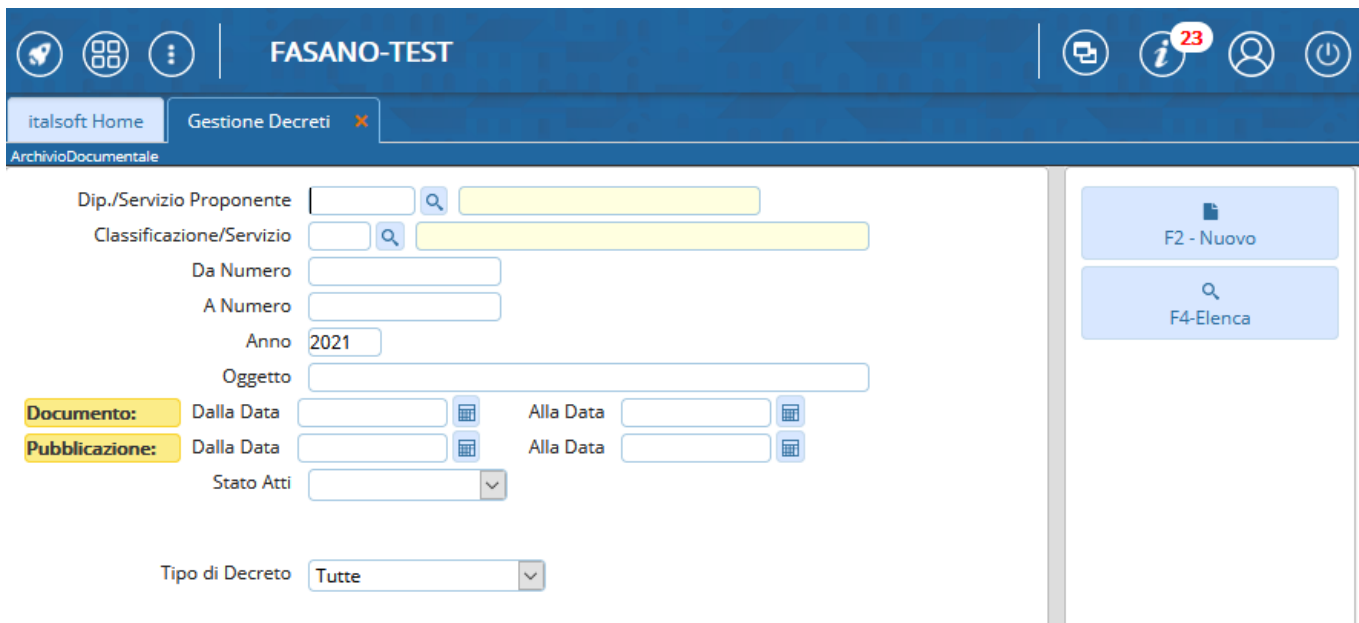 FASANO-TEST
23
italsoft Home Gestione Decreti
ArchivioDocumentale
Dip./Servizio Proponente
Classificazione/Servizio
Da Numero
A Numero
Anno 2021
Oggetto
Documento: Dalla Data Alla Data
Pubblicazione: Dalla Data Alla Data
Stato Atti
Tipo di Decreto Tutte
F2 - Nuovo
F4-Elenca